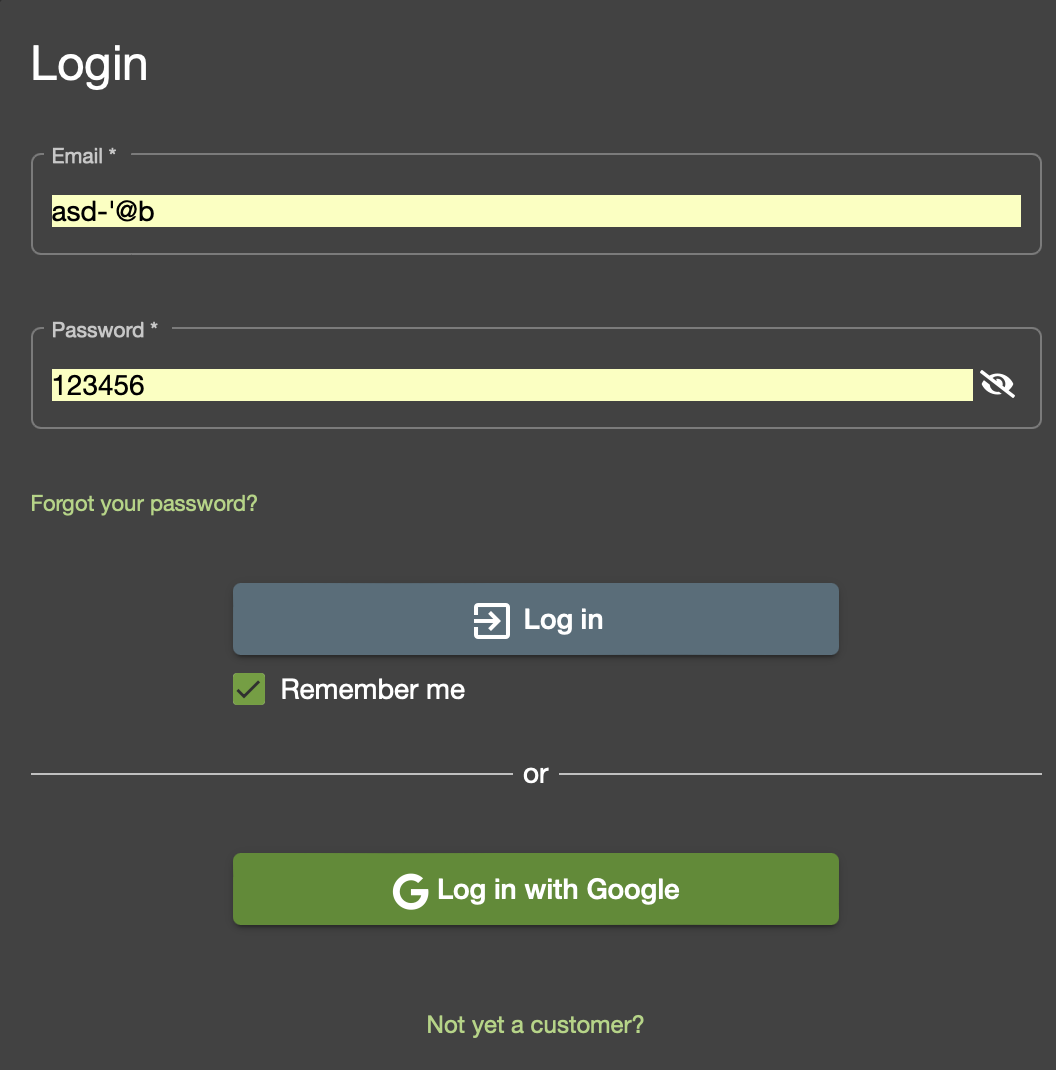 Login
Email *
asd-'@b
Password *
123456
Forgot your password?
Log in
Remember me
or
Log in with Google
Not yet a customer?